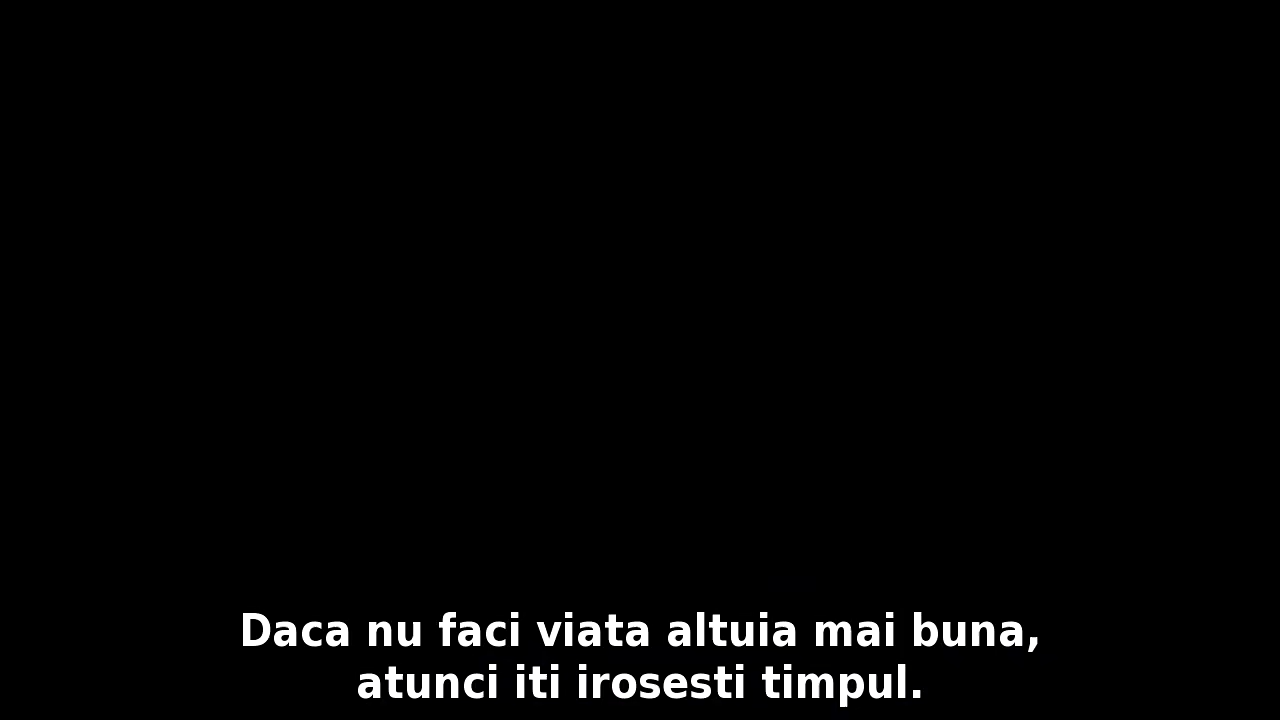 Daca nu faci viata altuia mai buna,
atunci iti irosesti timpul.